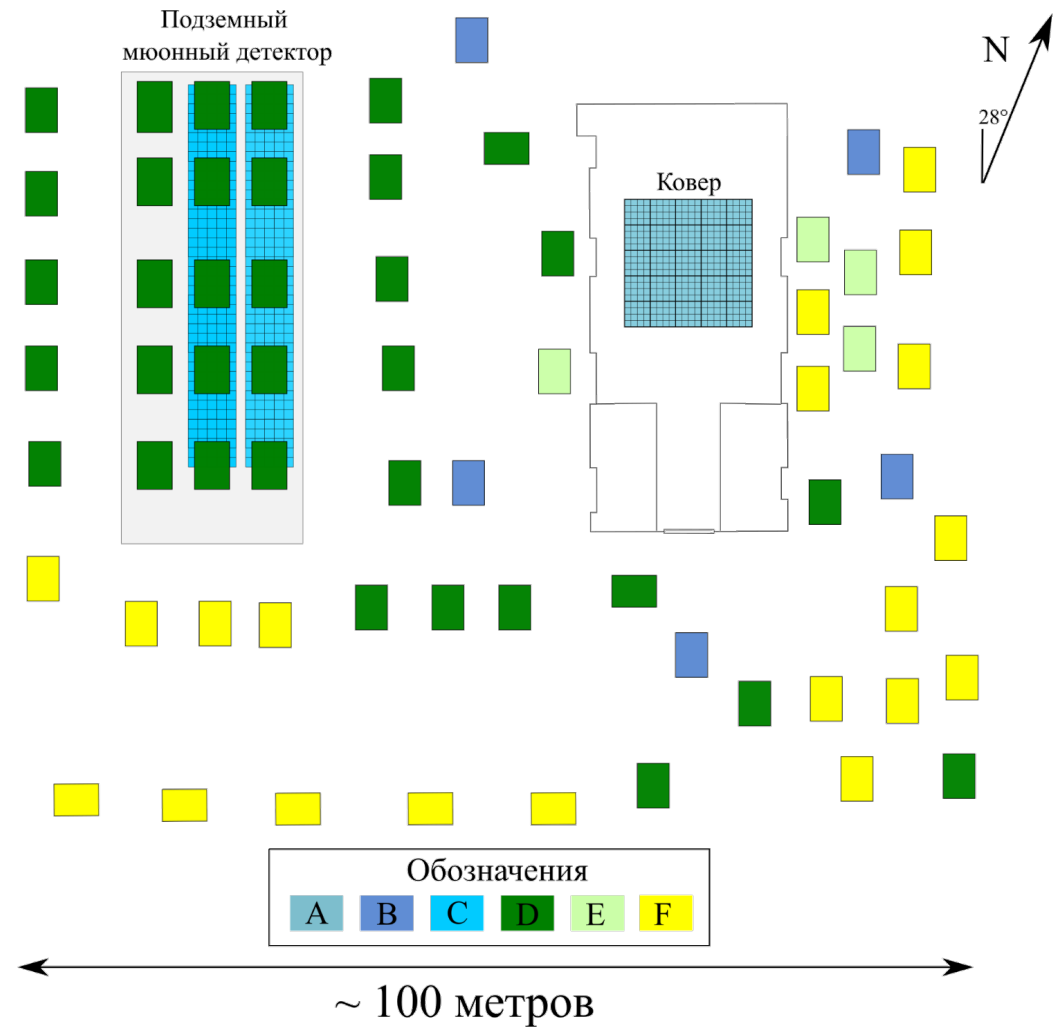 Подземный
мюонный детектор
N
28°
Ковер
Обозначения
A B C D E F
~ 100 метров